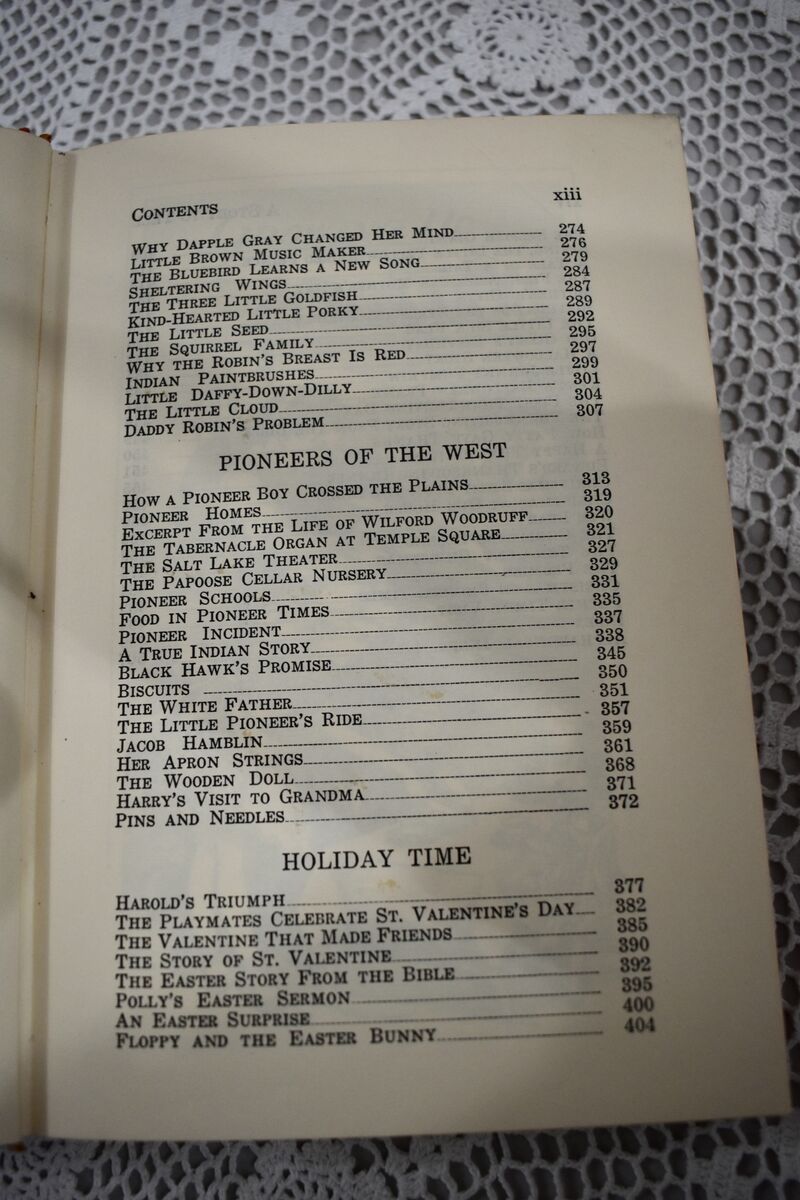 CONTENTS xiii
WHY DAPPLE GRAY CHANGED HER MIND 274
LITTLE BROWN MUSIC MAKER 276
THE BLUEBIRD LEARNS A NEW SONG 279
SHELTERING WINGS 284
THE THREE LITTLE GOLDFISH 287
KIND-HEARTED LITTLE PORKY 289
THE LITTLE SEED 292
THE SQUIRREL FAMILY 295
WHY THE ROBIN'S BREAST IS RED 297
INDIAN PAINTBRUSHES 299
LITTLE DAFFY-DOWN-DILLY 301
THE LITTLE CLOUD 304
DADDY ROBIN'S PROBLEM 307
PIONEERS OF THE WEST
HOW A PIONEER BOY CROSSED THE PLAINS 313
PIONEER HOMES 319
EXCERPT FROM THE LIFE OF WILFORD WOODRUFF 320
THE TABERNACLE ORGAN AT TEMPLE SQUARE 321
THE SALT LAKE THEATER 327
THE PAPOOSE CELLAR NURSERY 329
PIONEER SCHOOLS 331
FOOD IN PIONEER TIMES 335
PIONEER INCIDENT 337
A TRUE INDIAN STORY 338
BLACK HAWK'S PROMISE 345
BISCUITS 350
THE WHITE FATHER 351
THE LITTLE PIONEER'S RIDE 357
JACOB HAMBLIN 359
HER APRON STRINGS 361
THE WOODEN DOLL 368
HARRY'S VISIT TO GRANDMA 371
PINS AND NEEDLES 372
HOLIDAY TIME
HAROLD'S TRIUMPH 377
THE PLAYMATES CELEBRATE ST. VALENTINE'S DAY 382
THE VALENTINE THAT MADE FRIENDS 385
THE STORY OF ST. VALENTINE 390
THE EASTER STORY FROM THE BIBLE 392
POLLY'S EASTER SERMON 395
AN EASTER SURPRISE 400
FLOPPY AND THE EASTER BUNNY 404